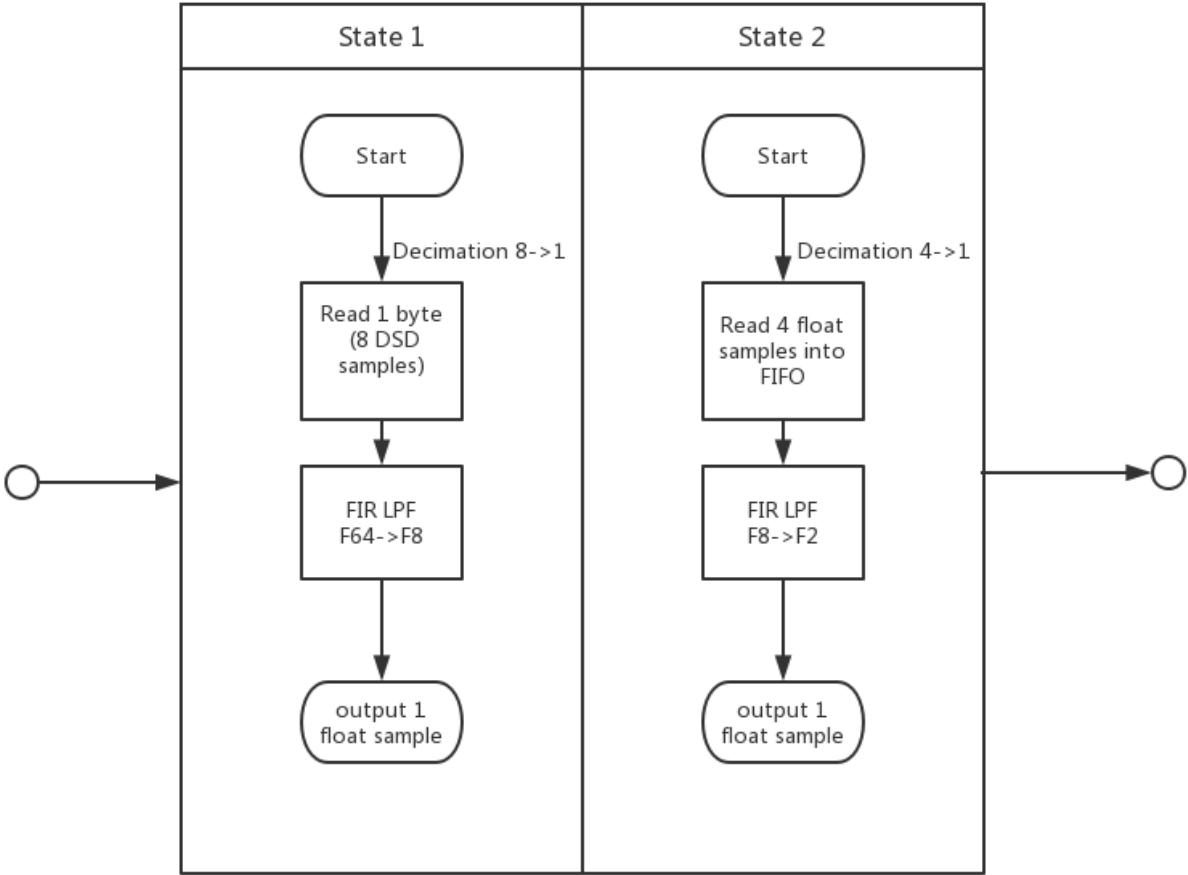 State 1
State 2
Start
Decimation 8->1
Read 1 byte
(8 DSD
samples)
FIR LPF
F64->F8
output 1
float sample
Start
Decimation 4->1
Read 4 float
samples into
FIFO
FIR LPF
F8->F2
output 1
float sample